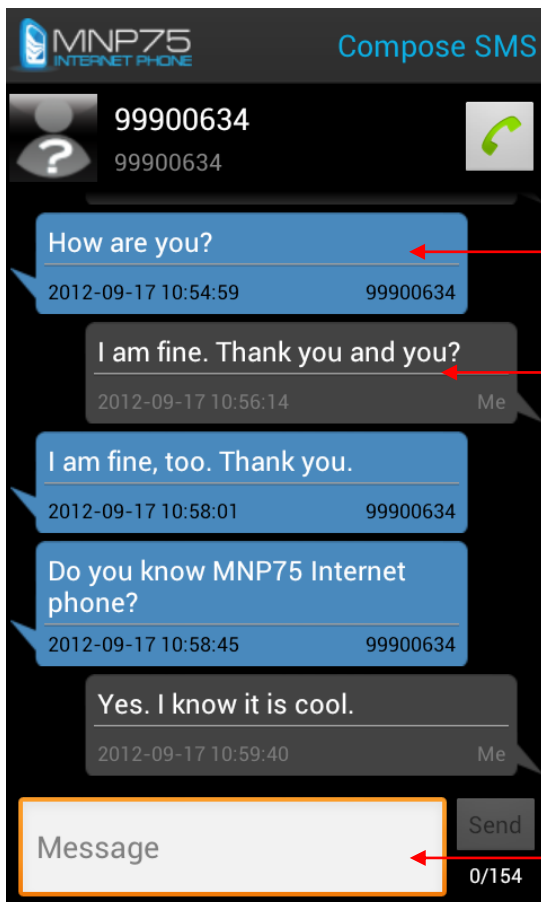 MNP75
INTERNET PHONE
Compose SMS
99900634
99900634
How are you?
2012-09-17 10:54:59 99900634
I am fine. Thank you and you?
2012-09-17 10:56:14 Me
I am fine, too. Thank you.
2012-09-17 10:58:01 99900634
Do you know MNP75 Internet
phone?
2012-09-17 10:58:45 99900634
Yes. I know it is cool.
2012-09-17 10:59:40 Me
Message
Send
0/154